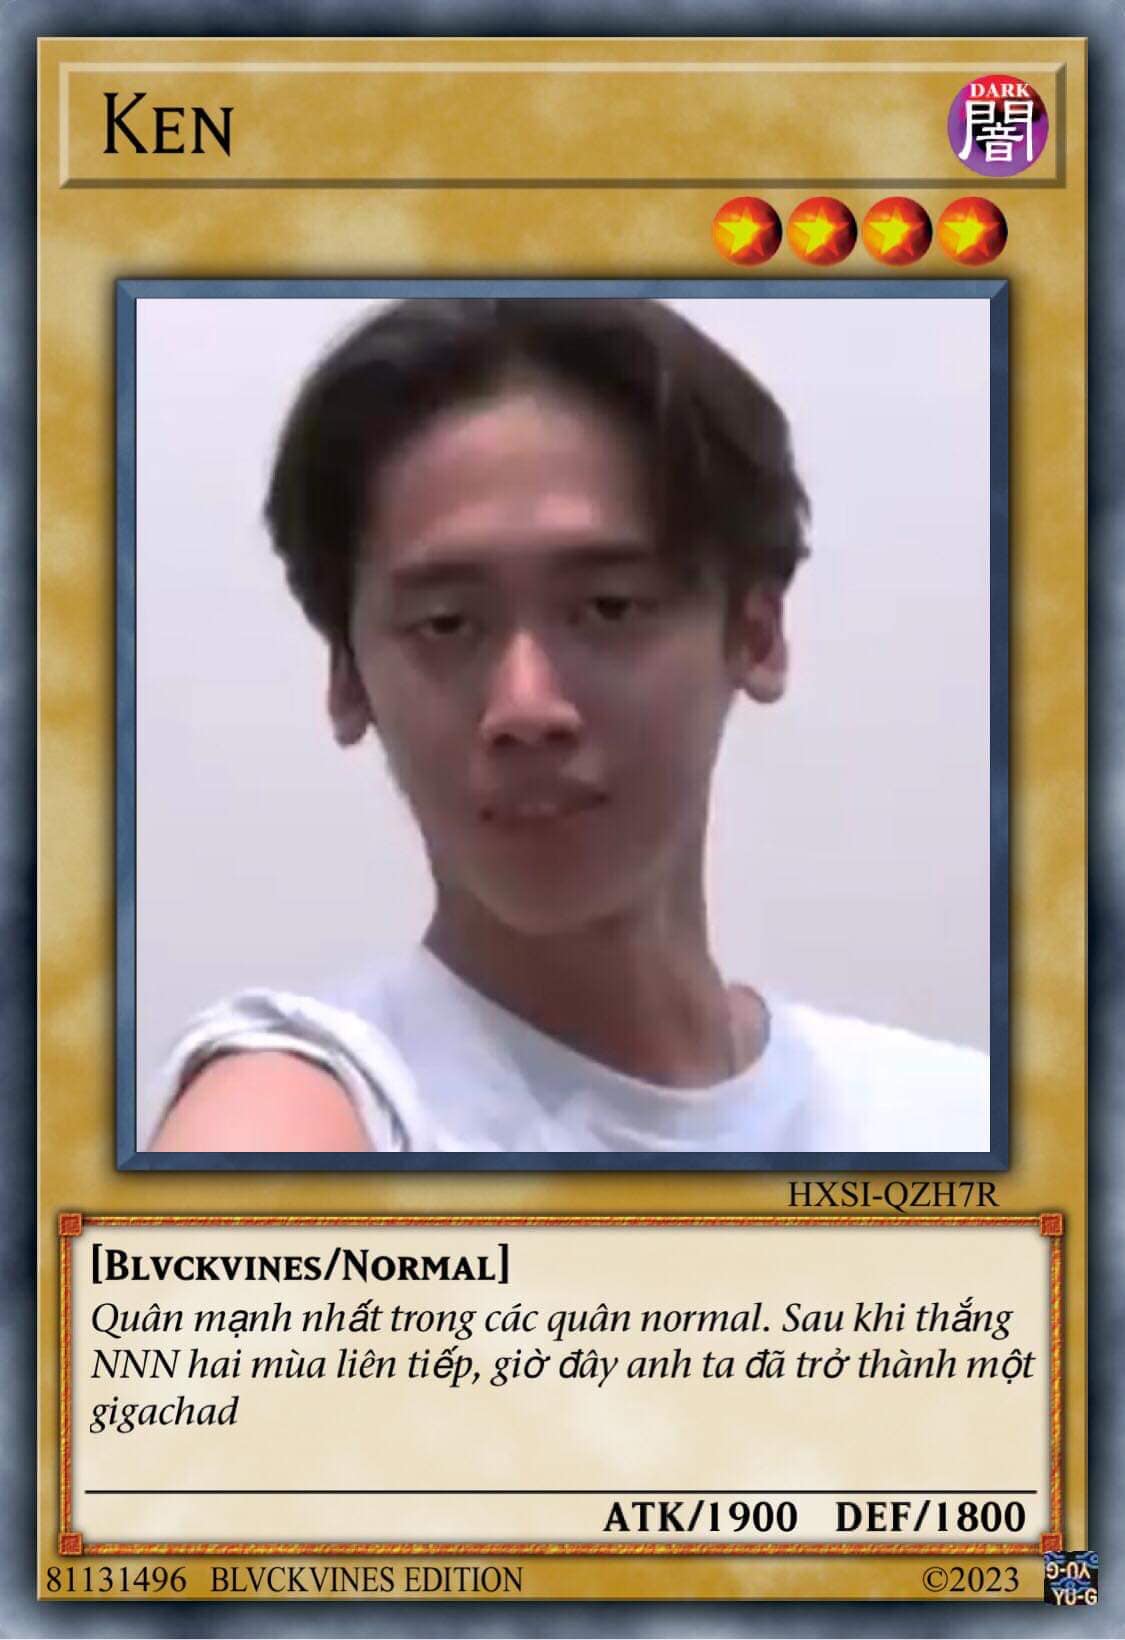 KEN
DARK
闇
HXSI-QZH7R
[BLVCKVINES/NORMAL]
Quân mạnh nhất trong các quân normal. Sau khi thắng
NNN hai mùa liên tiếp, giờ đây anh ta đã trở thành một
gigachad
ATK/1900 DEF/1800
81131496 BLVCKVINES EDITION
©2023
YU-G
YU-G